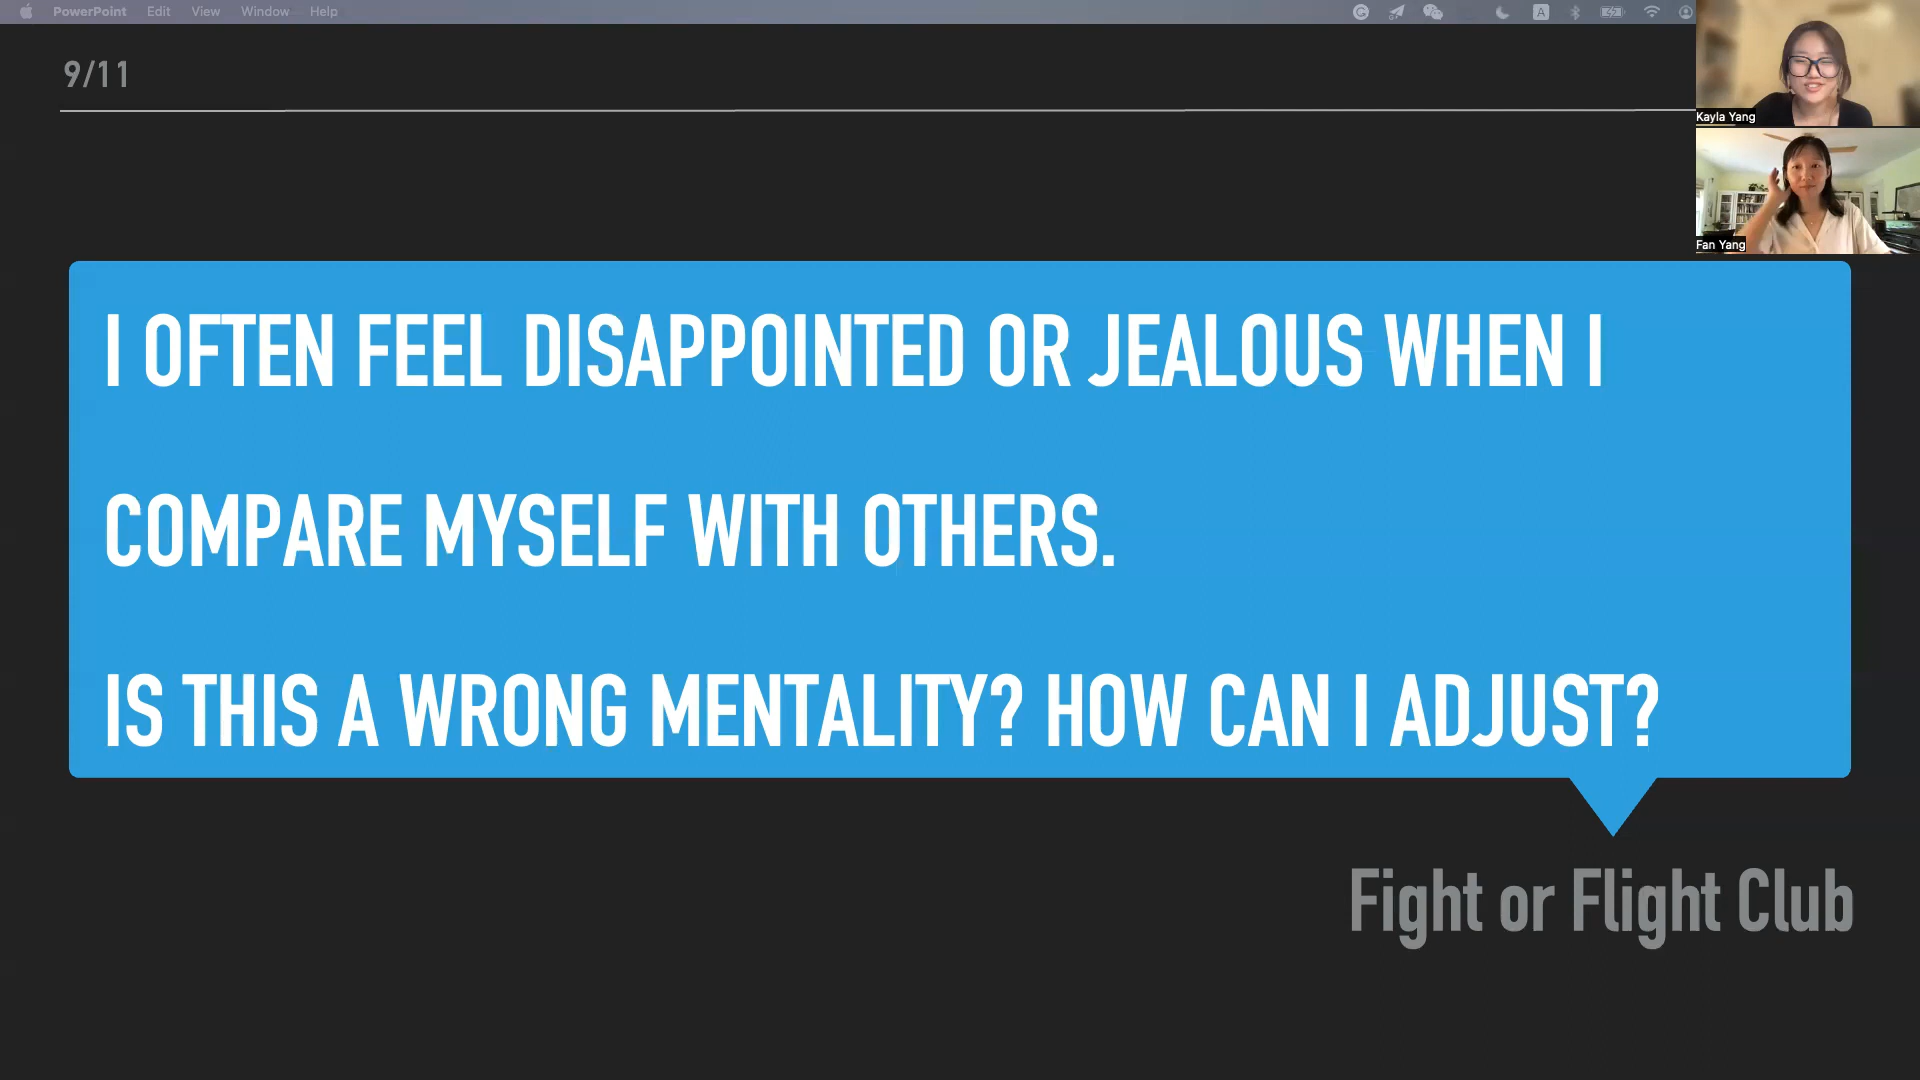 PowerPoint Edit View Window Help
A
9/11
Kayla Yang
Fan Yang
I OFTEN FEEL DISAPPOINTED OR JEALOUS WHEN I
COMPARE MYSELF WITH OTHERS.
IS THIS A WRONG MENTALITY? HOW CAN I ADJUST?
Fight or Flight Club